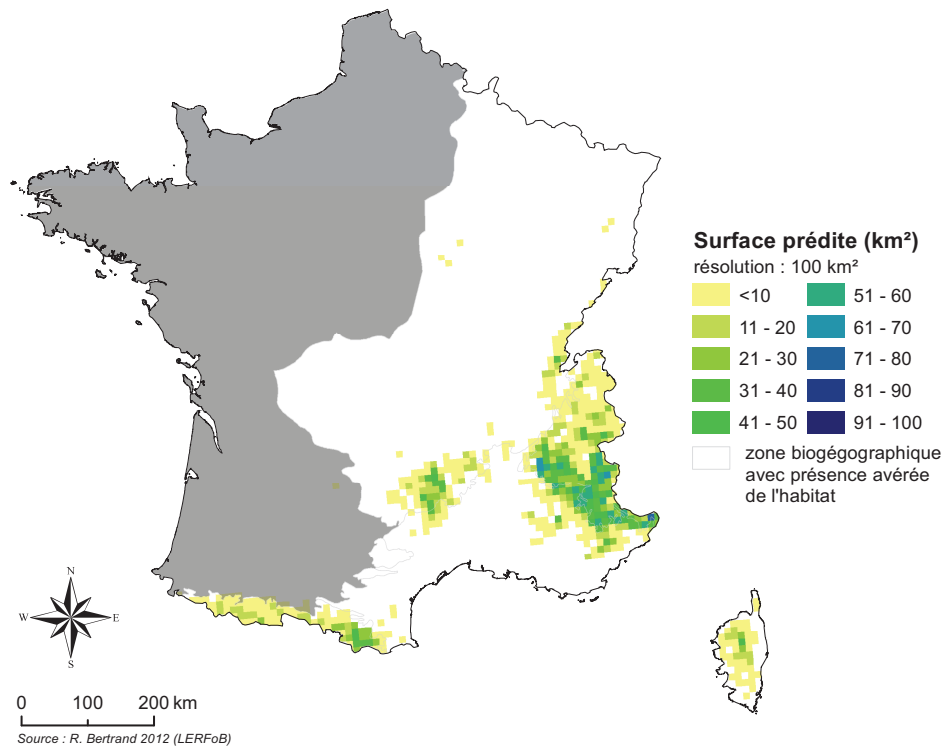 Surface prédite (km²)
résolution : 100 km²
<10
51 - 60
11 - 20
61 - 70
21 - 30
71 - 80
31 - 40
81 - 90
41 - 50
91 - 100
zone biogégographique
avec présence avérée
de l'habitat
N
W
E
S
0 100 200 km
Source : R. Bertrand 2012 (LERFoB)